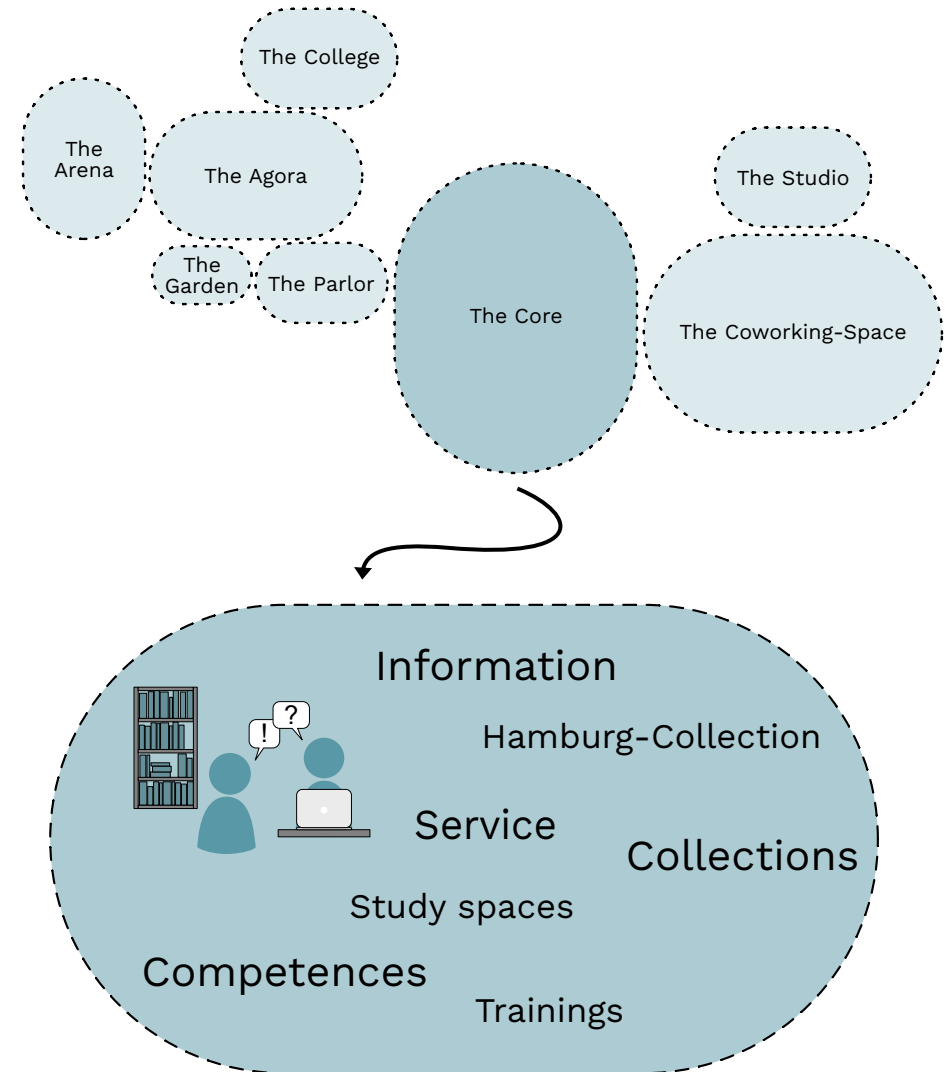 The College
The
Arena
The Agora
The Studio
The
Garden
The Parlor
The Core
The Coworking-Space
Information
?
!
Hamburg-Collection
Service
Collections
Study spaces
Competences
Trainings